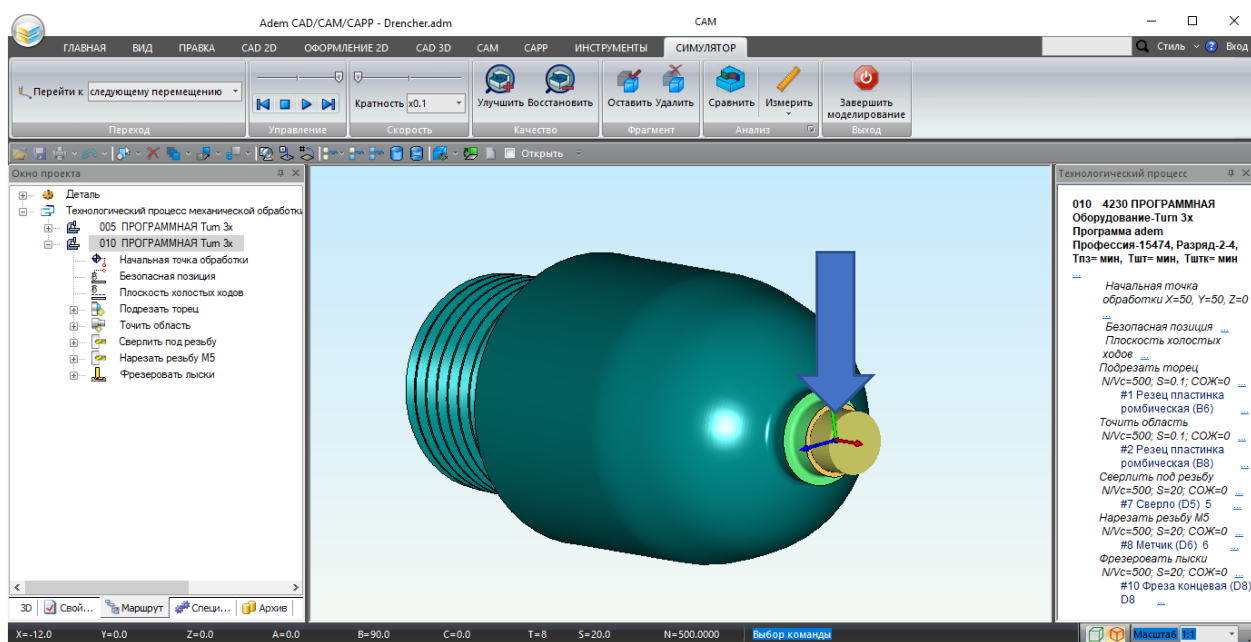 Adem CAD/CAM/CAPP - Drencher.adm
CAM
ГЛАВНАЯ ВИД ПРАВКА CAD 2D ОФОРМЛЕНИЕ 2D CAD 3D CAM CAPP ИНСТРУМЕНТЫ СИМУЛЯТОР
Стиль
Вход
Перейти к следующему перемещению
Кратность x0.1
Улучшить Восстановить
Оставить Удалить
Сравнить Измерить
Завершить
моделирование
Переход Управление Скорость Качество Фрагмент Анализ Выход
Открыть
Окно проекта
Деталь
Технологический процесс механической обработки
005 ПРОГРАММНАЯ Turn 3x
010 ПРОГРАММНАЯ Turn 3x
Начальная точка обработки
Безопасная позиция
Плоскость холостых ходов
Подрезать торец
Точить область
Сверлить под резьбу
Нарезать резьбу М5
Фрезеровать лыски
3D Свой... Маршрут Специ... Архив
Технологический процесс
010 4230 ПРОГРАММНАЯ
Оборудование-Turn 3x
Программа adem
Профессия-15474, Разряд-2-4,
Тпз= мин, Тшт= мин, Тштк= мин
...
Начальная точка
обработки X=50, Y=50, Z=0
...
Безопасная позиция ...
Плоскость холостых
ходов ...
Подрезать торец
N/Vc=500; S=0.1; СОЖ=0 ...
#1 Резец пластинка
ромбическая (B6) ...
Точить область
N/Vc=500; S=0.1; СОЖ=0 ...
#2 Резец пластинка
ромбическая (B8) ...
Сверлить под резьбу
N/Vc=500; S=20; СОЖ=0 ...
#7 Сверло (D5) 5 ...
Нарезать резьбу М5
N/Vc=500; S=20; СОЖ=0 ...
#8 Метчик (D6) 6 ...
Фрезеровать лыски
N/Vc=500; S=20; СОЖ=0 ...
#10 Фреза концевая (D8)
D8 ...
X=-12.0 Y=0.0 Z=0.0 A=0.0 B=90.0 C=0.0 T=8 S=20.0 N=500.0000 Выбор команды
Масштаб 1:1